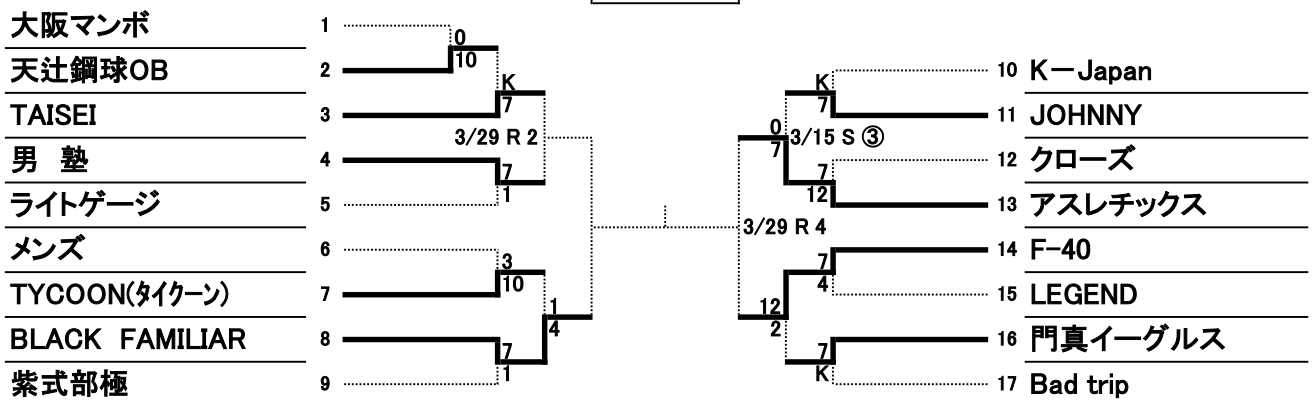 大阪マンボ 1
0
10
天辻鋼球OB 2
K
7
TAISEI 3
3/29 R 2
男 塾 4
7
1
ライトゲージ 5
メンズ 6
3
10
TYCOON(タイクーン) 7
1
4
BLACK FAMILIAR 8
7
1
紫式部極 9
10 K－Japan
K
7
11 JOHNNY
0
7
3/15 S ③
12 クローズ
7
12
13 アスレチックス
3/29 R 4
14 F-40
7
4
15 LEGEND
12
2
16 門真イーグルス
7
K
17 Bad trip